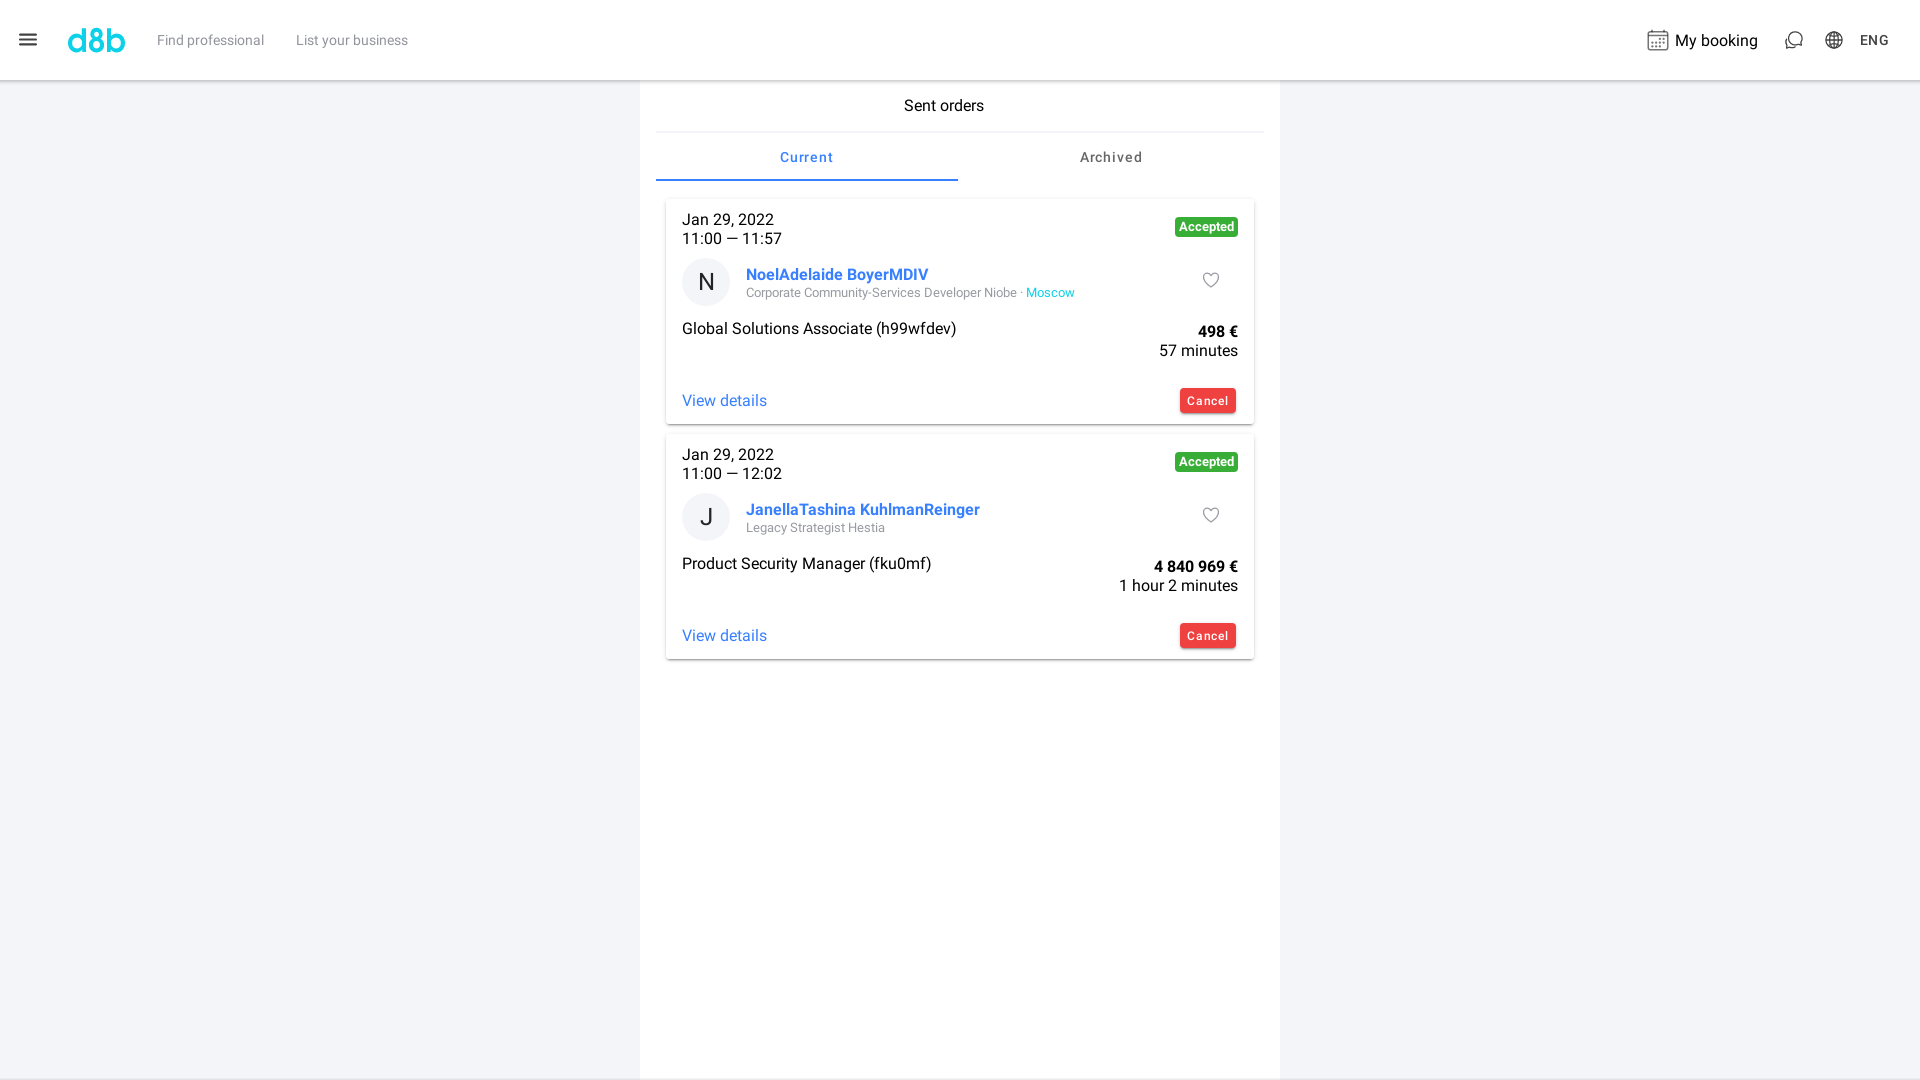 d8b
Find professional
List your business
My booking
ENG
Sent orders
Current
Archived
Jan 29, 2022
11:00 — 11:57
Accepted
N
NoelAdelaide BoyerMDIV
Corporate Community-Services Developer Niobe · Moscow
Global Solutions Associate (h99wfdev)
498 €
57 minutes
View details
Cancel
Jan 29, 2022
11:00 — 12:02
Accepted
J
JanellaTashina KuhlmanReinger
Legacy Strategist Hestia
Product Security Manager (fku0mf)
4 840 969 €
1 hour 2 minutes
View details
Cancel